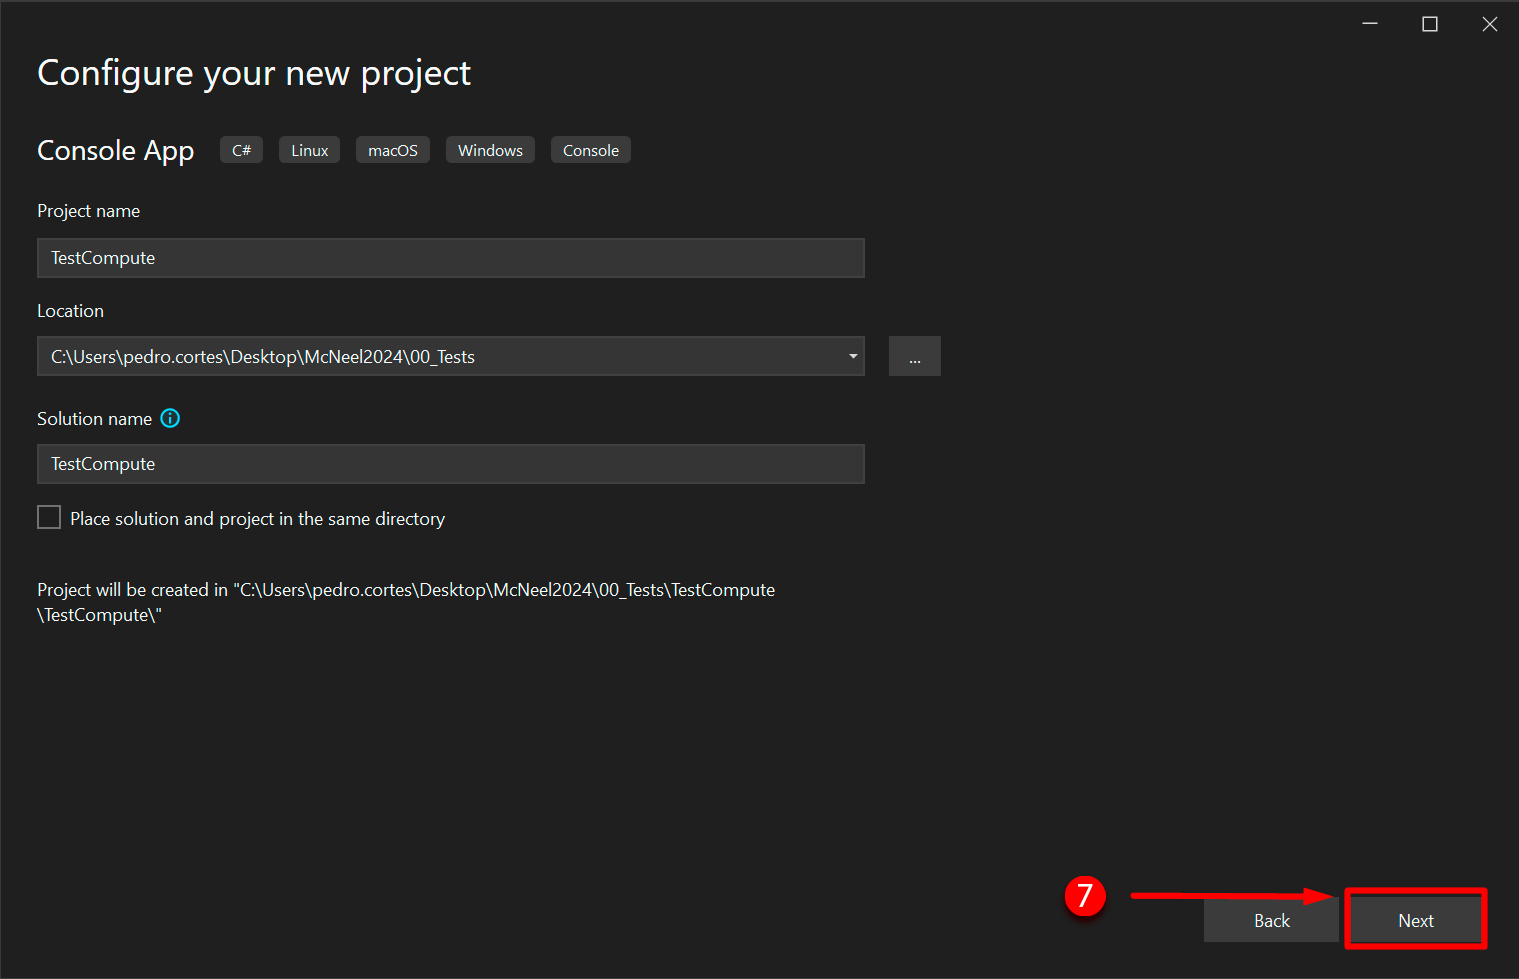 Configure your new project
Console App C# Linux macOS Windows Console
Project name
TestCompute
Location
C:\Users\pedro.cortes\Desktop\McNeel2024\00_Tests
...
Solution name
TestCompute
Place solution and project in the same directory
Project will be created in "C:\Users\pedro.cortes\Desktop\McNeel2024\00_Tests\TestCompute
\TestCompute\"
7
Back Next